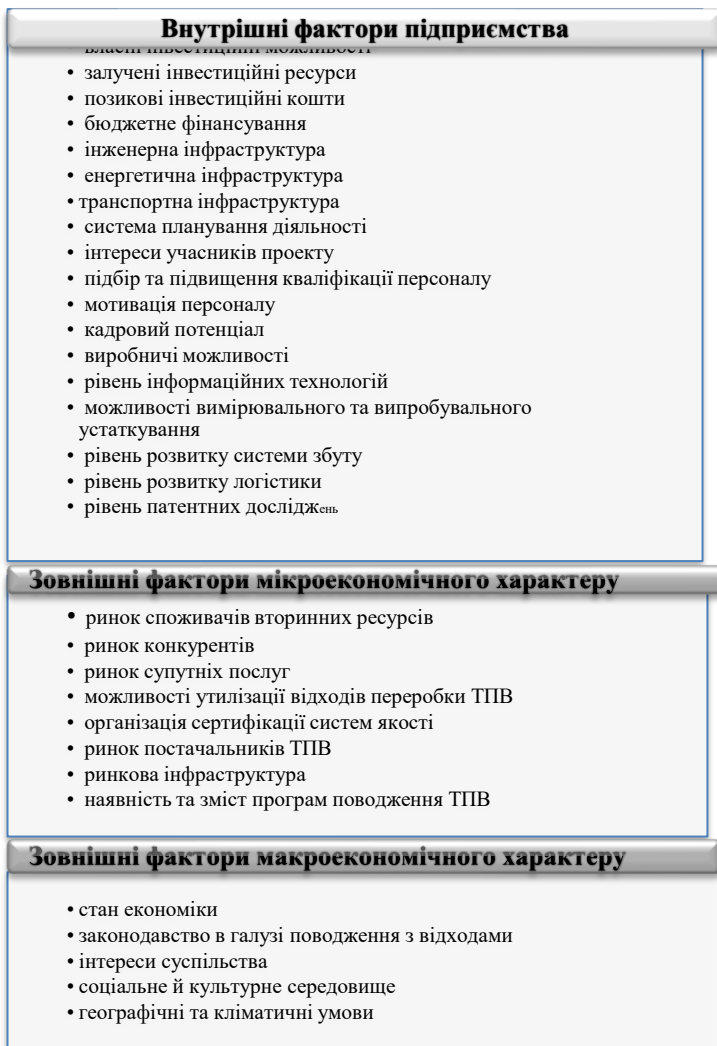 Внутрішні фактори підприємства
власні інвестиційні можливості
• залучені інвестиційні ресурси
• позикові інвестиційні кошти
• бюджетне фінансування
• інженерна інфраструктура
• енергетична інфраструктура
• транспортна інфраструктура
• система планування діяльності
• інтереси учасників проекту
• підбір та підвищення кваліфікації персоналу
• мотивація персоналу
• кадровий потенціал
• виробничі можливості
• рівень інформаційних технологій
• можливості вимірювального та випробувального
устаткування
• рівень розвитку системи збуту
• рівень розвитку логістики
• рівень патентних досліджень
Зовнішні фактори мікроекономічного характеру
• ринок споживачів вторинних ресурсів
• ринок конкурентів
• ринок супутніх послуг
• можливості утилізації відходів переробки ТПВ
• організація сертифікації систем якості
• ринок постачальників ТПВ
• ринкова інфраструктура
• наявність та зміст програм поводження ТПВ
Зовнішні фактори макроекономічного характеру
• стан економіки
• законодавство в галузі поводження з відходами
• інтереси суспільства
• соціальне й культурне середовище
• географічні та кліматичні умови